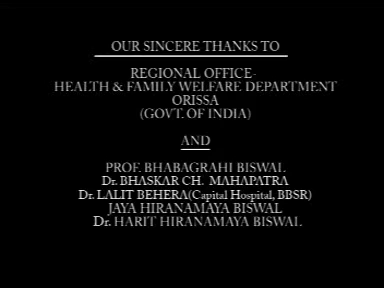 OUR SINCERE THANKS TO
REGIONAL OFFICE-
HEALTH & FAMILY WELFARE DEPARTMENT
ORISSA
(GOVT. OF INDIA)
AND
PROF. BHABAGRAHI BISWAL
Dr. BHASKAR CH. MAHAPATRA
Dr. LALIT BEHERA(Capital Hospital, BBSR)
JAYA HIRANAMAYA BISWAL
Dr. HARIT HIRANAMAYA BISWAL